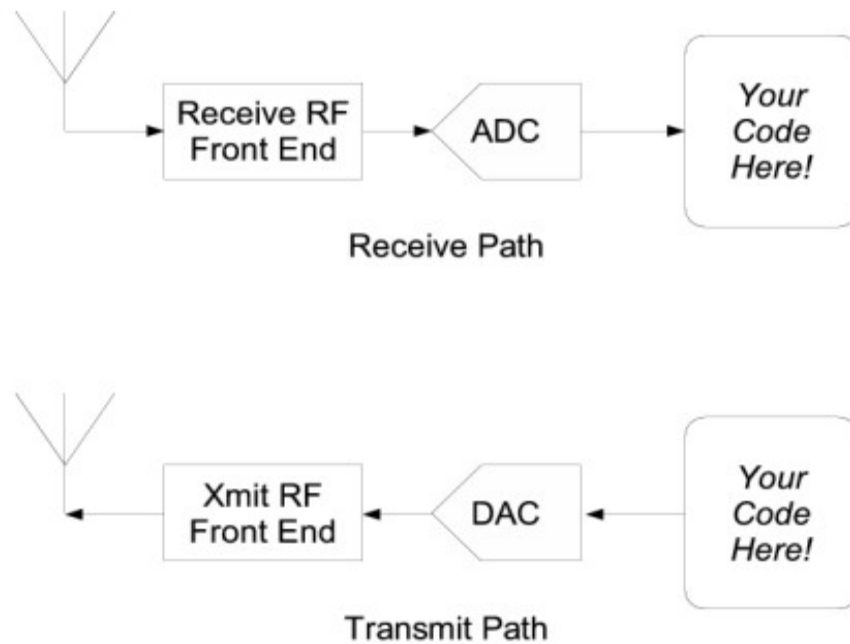 Receive RF
Front End
ADC
Your
Code
Here!
Receive Path
Xmit RF
Front End
DAC
Your
Code
Here!
Transmit Path